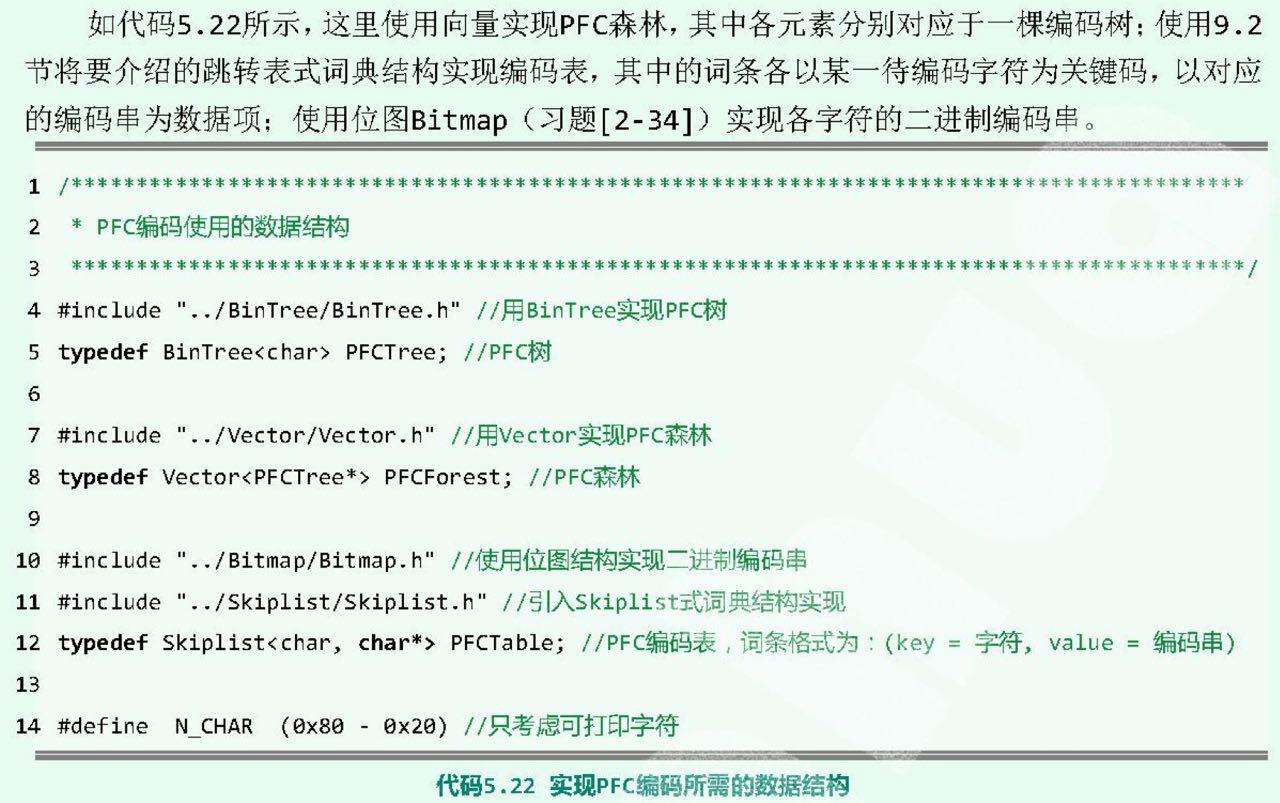 如代码5.22所示，这里使用向量实现PFC森林，其中各元素分别对应于一棵编码树；使用9.2
节将要介绍的跳转表式词典结构实现编码表，其中的词条各以某一待编码字符为关键码，以对应
的编码串为数据项；使用位图Bitmap（习题[2-34]）实现各字符的二进制编码串。
1 /******************************************************************************************
2  * PFC编码使用的数据结构
3  ******************************************************************************************/
4 #include "../BinTree/BinTree.h" //用BinTree实现PFC树
5 typedef BinTree<char> PFCTree; //PFC树
6
7 #include "../Vector/Vector.h" //用Vector实现PFC森林
8 typedef Vector<PFCTree*> PFCForest; //PFC森林
9
10 #include "../Bitmap/Bitmap.h" //使用位图结构实现二进制编码串
11 #include "../Skiplist/Skiplist.h" //引入Skiplist式词典结构实现
12 typedef Skiplist<char, char*> PFCTable; //PFC编码表，词条格式为：(key = 字符, value = 编码串)
13
14 #define  N_CHAR  (0x80 - 0x20) //只考虑可打印字符
代码5.22 实现PFC编码所需的数据结构